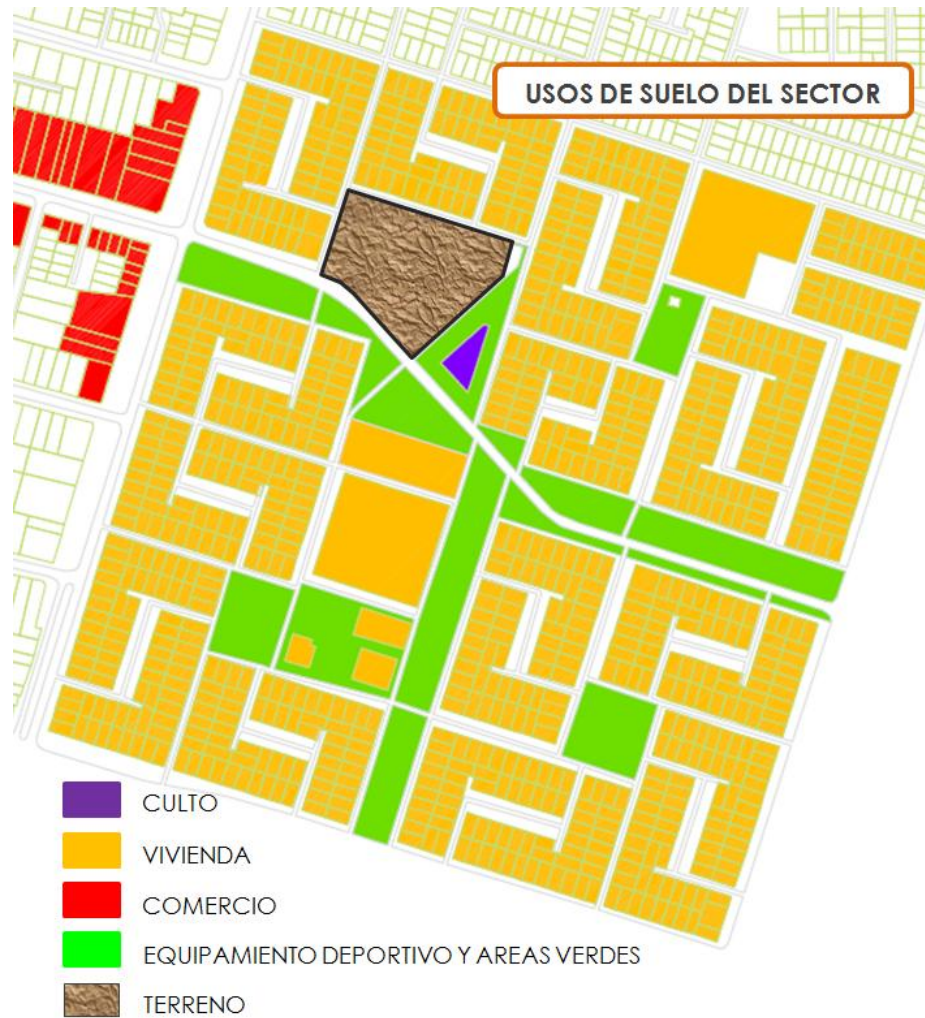 USOS DE SUELO DEL SECTOR
CULTO
VIVIENDA
COMERCIO
EQUIPAMIENTO DEPORTIVO Y AREAS VERDES
TERRENO